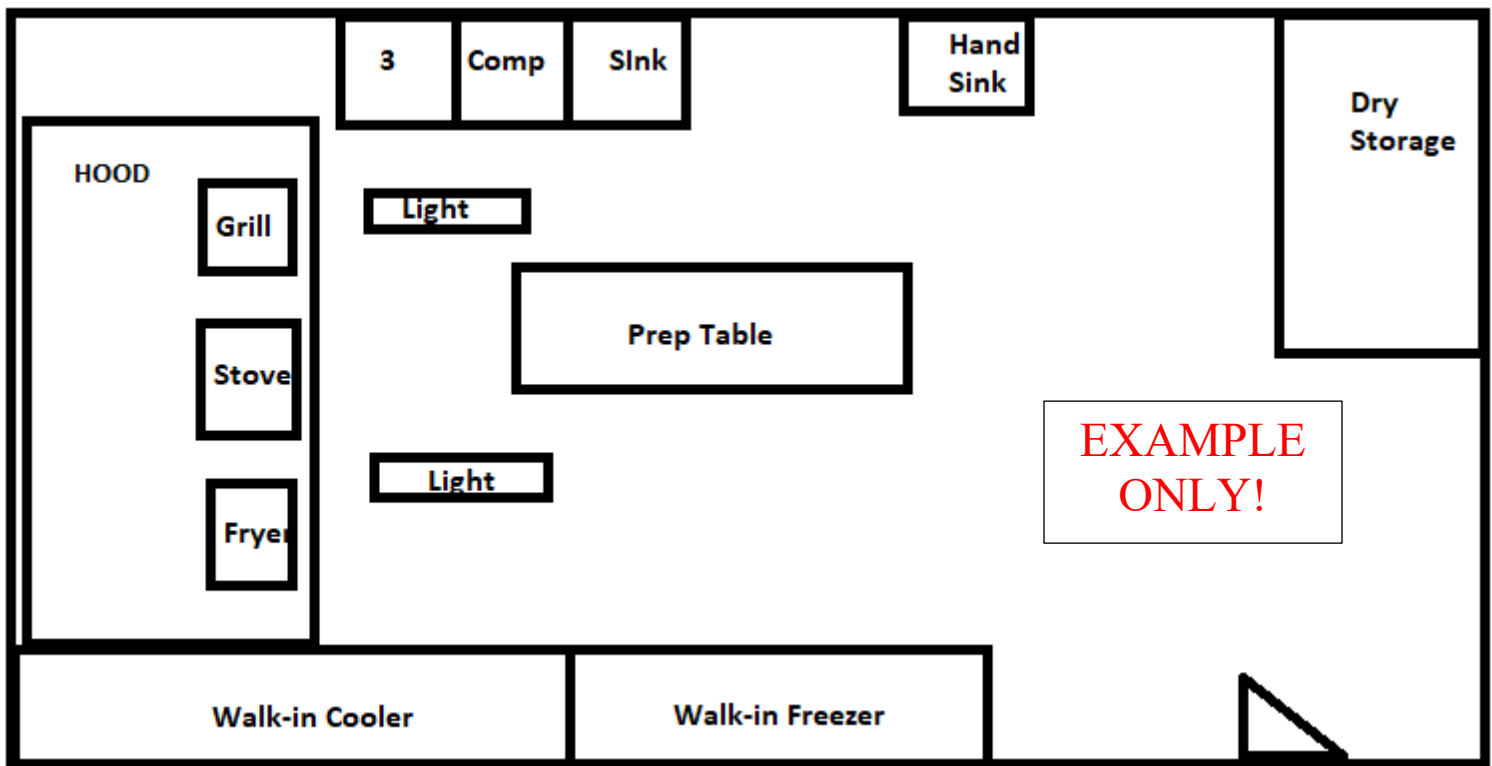 3 Comp SInk
Hand
Sink
Dry
Storage
HOOD
Grill
Light
Prep Table
Stove
EXAMPLE
ONLY!
Light
Fryer
Walk-in Cooler
Walk-in Freezer